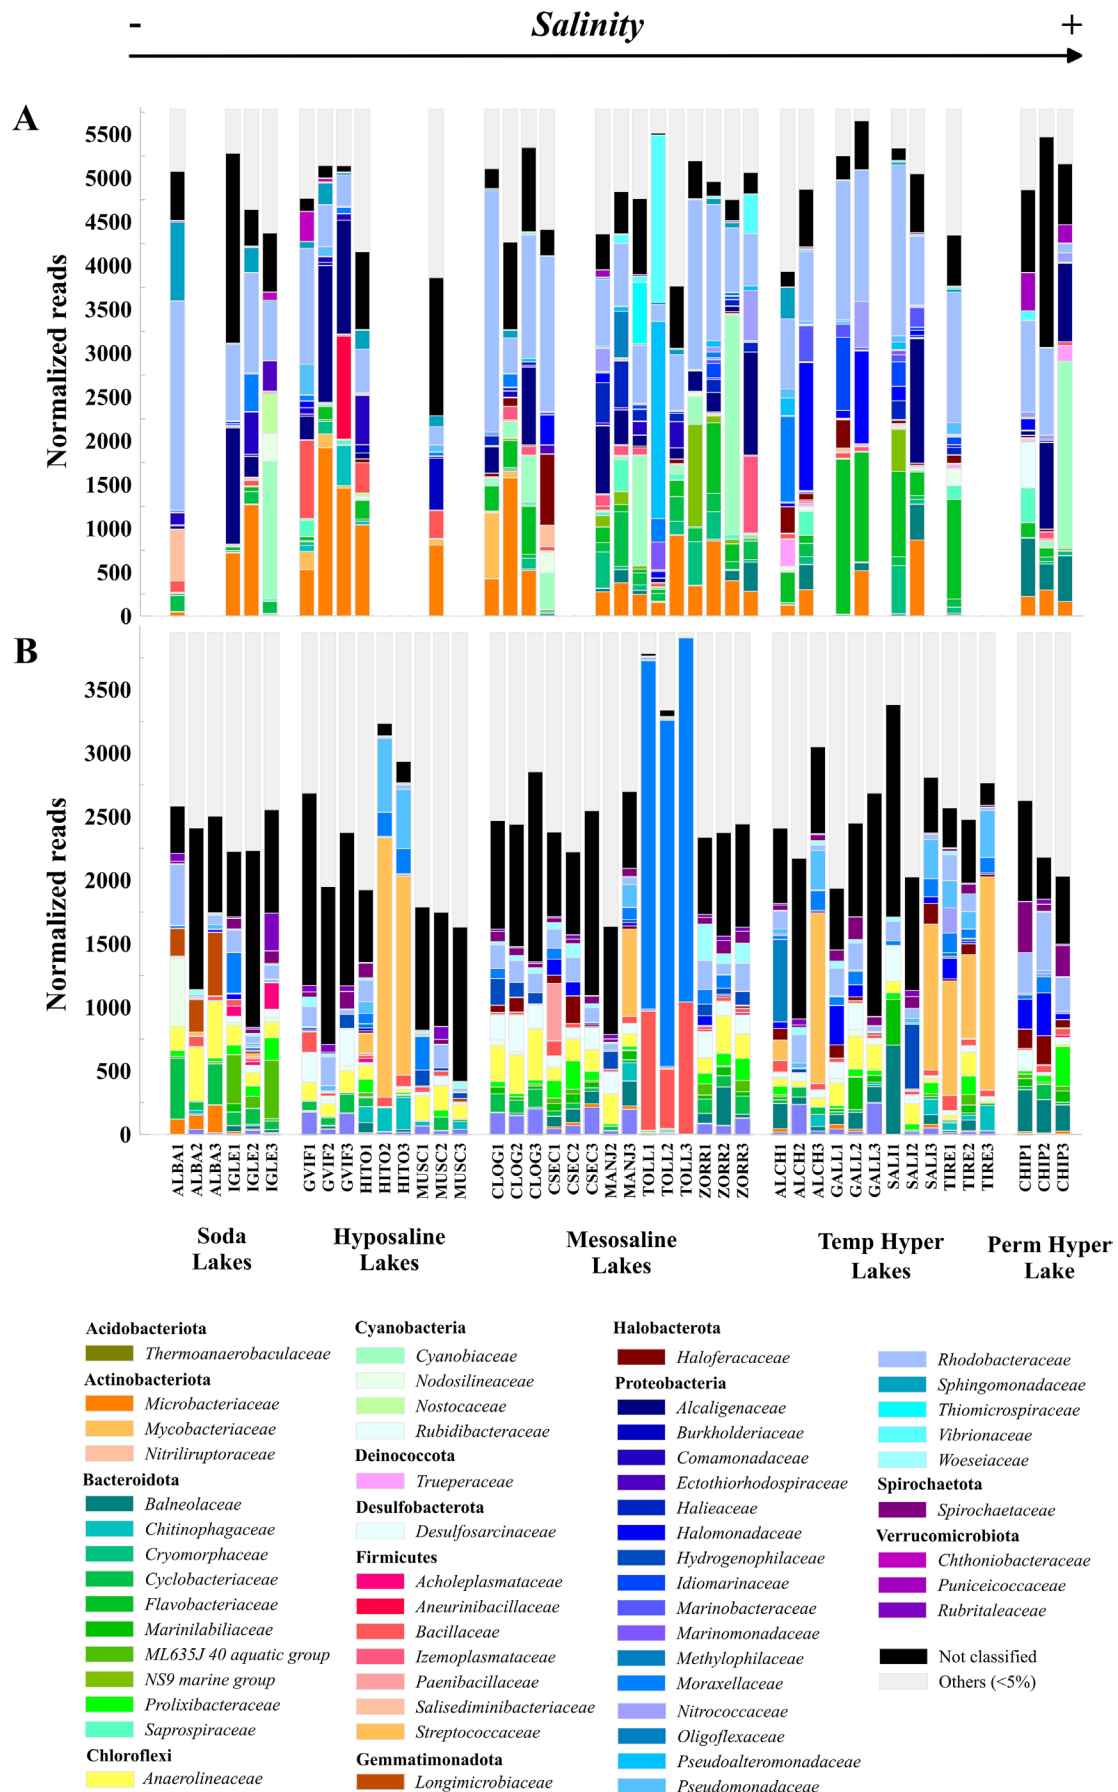 - Salinity +
A
Normalized reads
5500
5000
4500
4000
3500
3000
2500
2000
1500
1000
500
0
B
Normalized reads
3500
3000
2500
2000
1500
1000
500
0
ALBA1 ALBA2 ALBA3 IGLE1 IGLE2 IGLE3 GVIF1 GVIF2 GVIF3 HITO1 HITO2 HITO3 MUSC1 MUSC2 MUSC3 CLOG1 CLOG2 CLOG3 CSEC1 CSEC2 CSEC3 MANJ2 MANJ3 TOLL1 TOLL2 TOLL3 ZORR1 ZORR2 ZORR3 ALCH1 ALCH2 ALCH3 GALL1 GALL2 GALL3 SALI1 SALI2 SALI3 TIRE1 TIRE2 TIRE3 CHIP1 CHIP2 CHIP3
Soda
Lakes
Hyposaline
Lakes
Mesosaline
Lakes
Temp Hyper
Lakes
Perm Hyper
Lake
Acidobacteriota
Thermoanaerobaculaceae
Actinobacteriota
Microbacteriaceae
Mycobacteriaceae
Nitriliruptoraceae
Bacteroidota
Balneolaceae
Chitinophagaceae
Cryomorphaceae
Cyclobacteriaceae
Flavobacteriaceae
Marinilabiliaceae
ML635J 40 aquatic group
NS9 marine group
Prolixibacteraceae
Saprospiraceae
Chloroflexi
Anaerolineaceae
Cyanobacteria
Cyanobiaceae
Nodosilineaceae
Nostocaceae
Rubidibacteraceae
Deinococcota
Trueperaceae
Desulfobacterota
Desulfosarcinaceae
Firmicutes
Acholeplasmataceae
Aneurinibacillaceae
Bacillaceae
Izemoplasmataceae
Paenibacillaceae
Salisediminibacteriaceae
Streptococcaceae
Gemmatimonadota
Longimicrobiaceae
Halobacterota
Haloferacaceae
Proteobacteria
Alcaligenaceae
Burkholderiaceae
Comamonadaceae
Ectothiorhodospiraceae
Halieaceae
Halomonadaceae
Hydrogenophilaceae
Idiomarinaceae
Marinobacteraceae
Marinomonadaceae
Methylophilaceae
Moraxellaceae
Nitrococcaceae
Oligoflexaceae
Pseudoalteromonadaceae
Pseudomonadaceae
Rhodobacteraceae
Sphingomonadaceae
Thiomicrospiraceae
Vibrionaceae
Woeseiaceae
Spirochaetota
Spirochaetaceae
Verrucomicrobiota
Chthoniobacteraceae
Puniceicoccaceae
Rubritaleaceae
Not classified
Others (<5%)